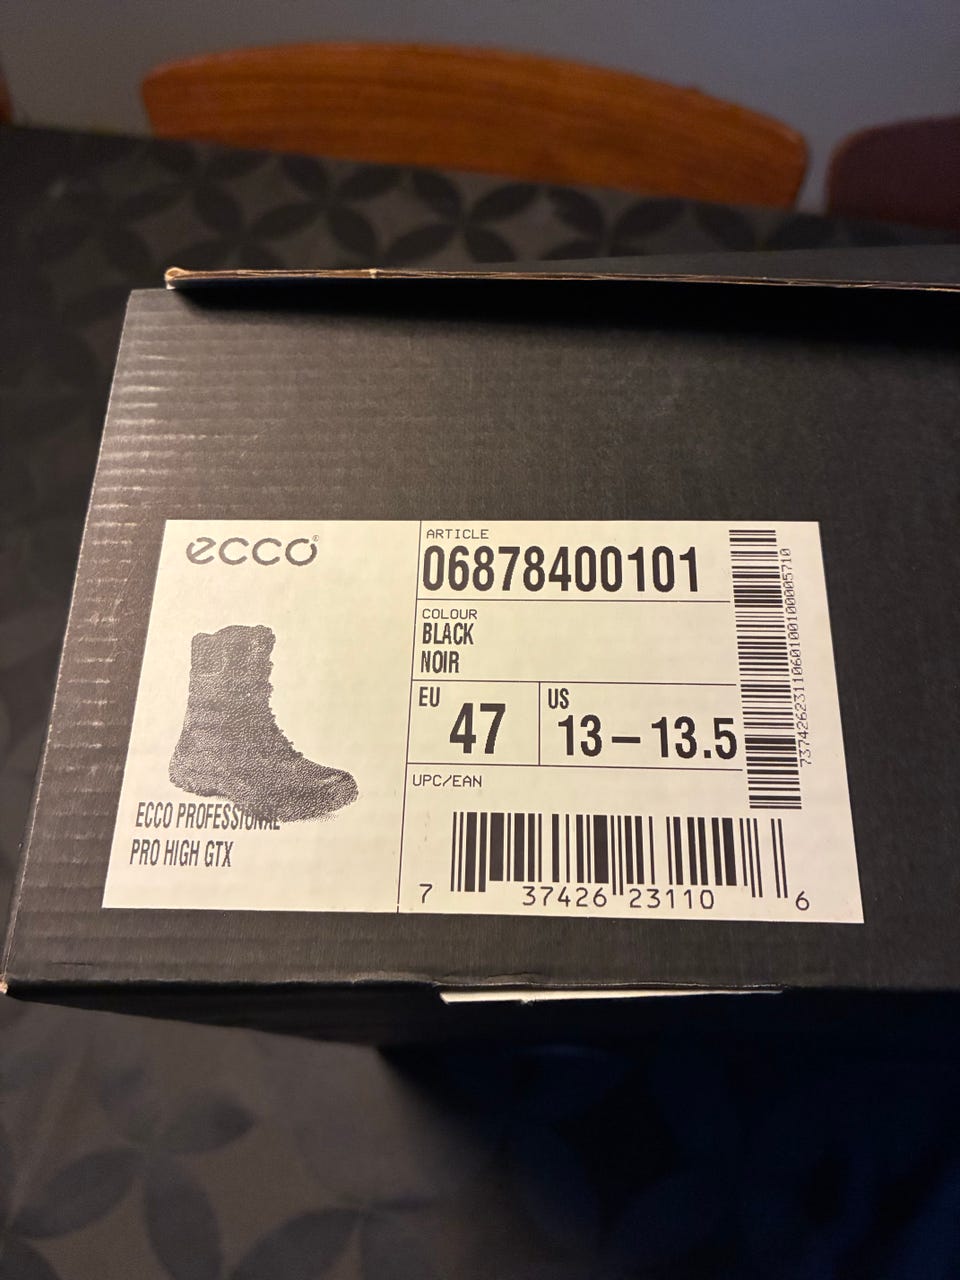 ecco®
ECCO PROFESSIONAL
PRO HIGH GTX
ARTICLE
06878400101
COLOUR
BLACK
NOIR
EU
47
US
13 – 13.5
UPC/EAN
7 37426 23110 6
7374262311060100100005710